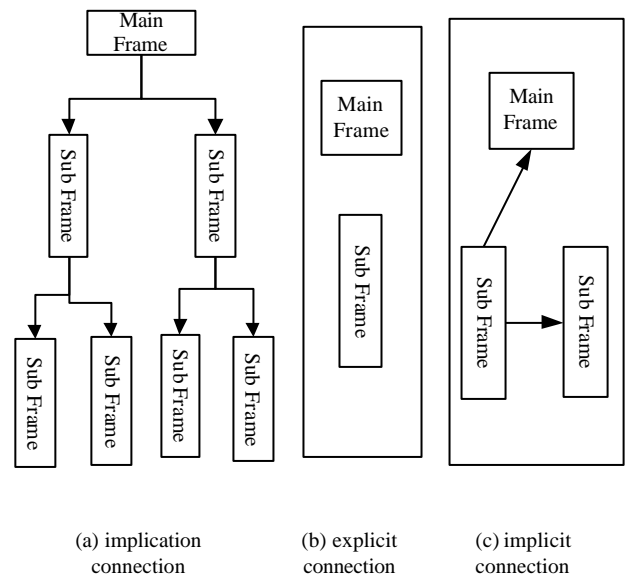 Main
Frame
Sub Frame
Sub Frame
Sub Frame
Sub Frame
Sub Frame
Sub Frame
(a) implication
connection
Main
Frame
Sub Frame
(b) explicit
connection
Main
Frame
Sub Frame
Sub Frame
(c) implicit
connection